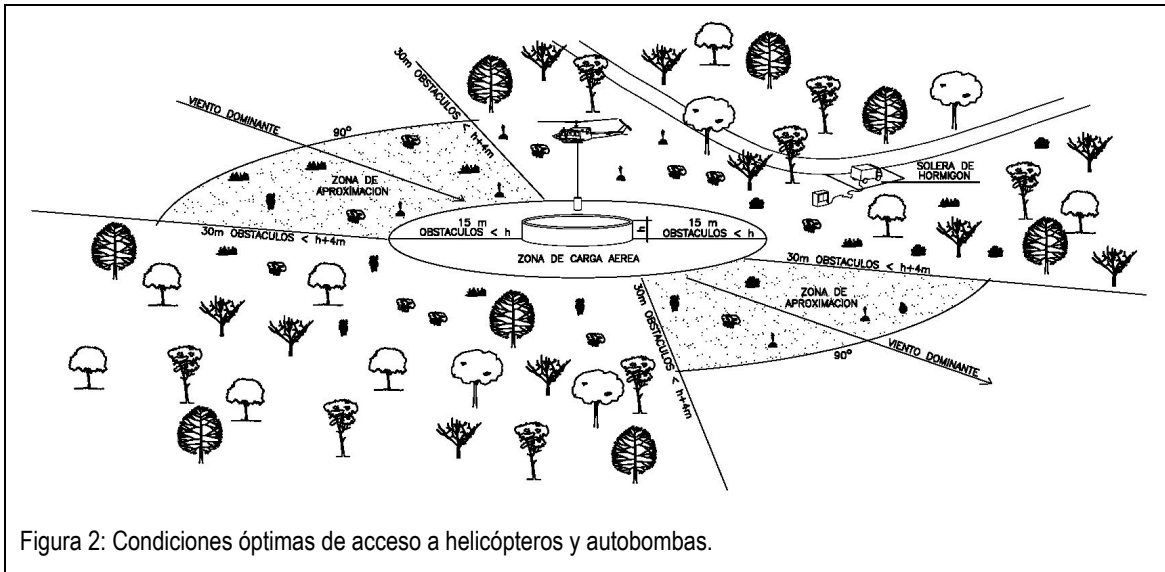 30m OBSTACULOS < h+4m
VIENTO DOMINANTE
90°
ZONA DE
APROXIMACION
SOLERA DE
HORMIGON
15 m
OBSTACULOS < h
h
15 m
OBSTACULOS < h
30m OBSTACULOS < h+4m
ZONA DE CARGA AEREA
30m OBSTACULOS < h+4m
ZONA DE
APROXIMACION
30m OBSTACULOS < h+4m
VIENTO DOMINANTE
90°
Figura 2: Condiciones óptimas de acceso a helicópteros y autobombas.